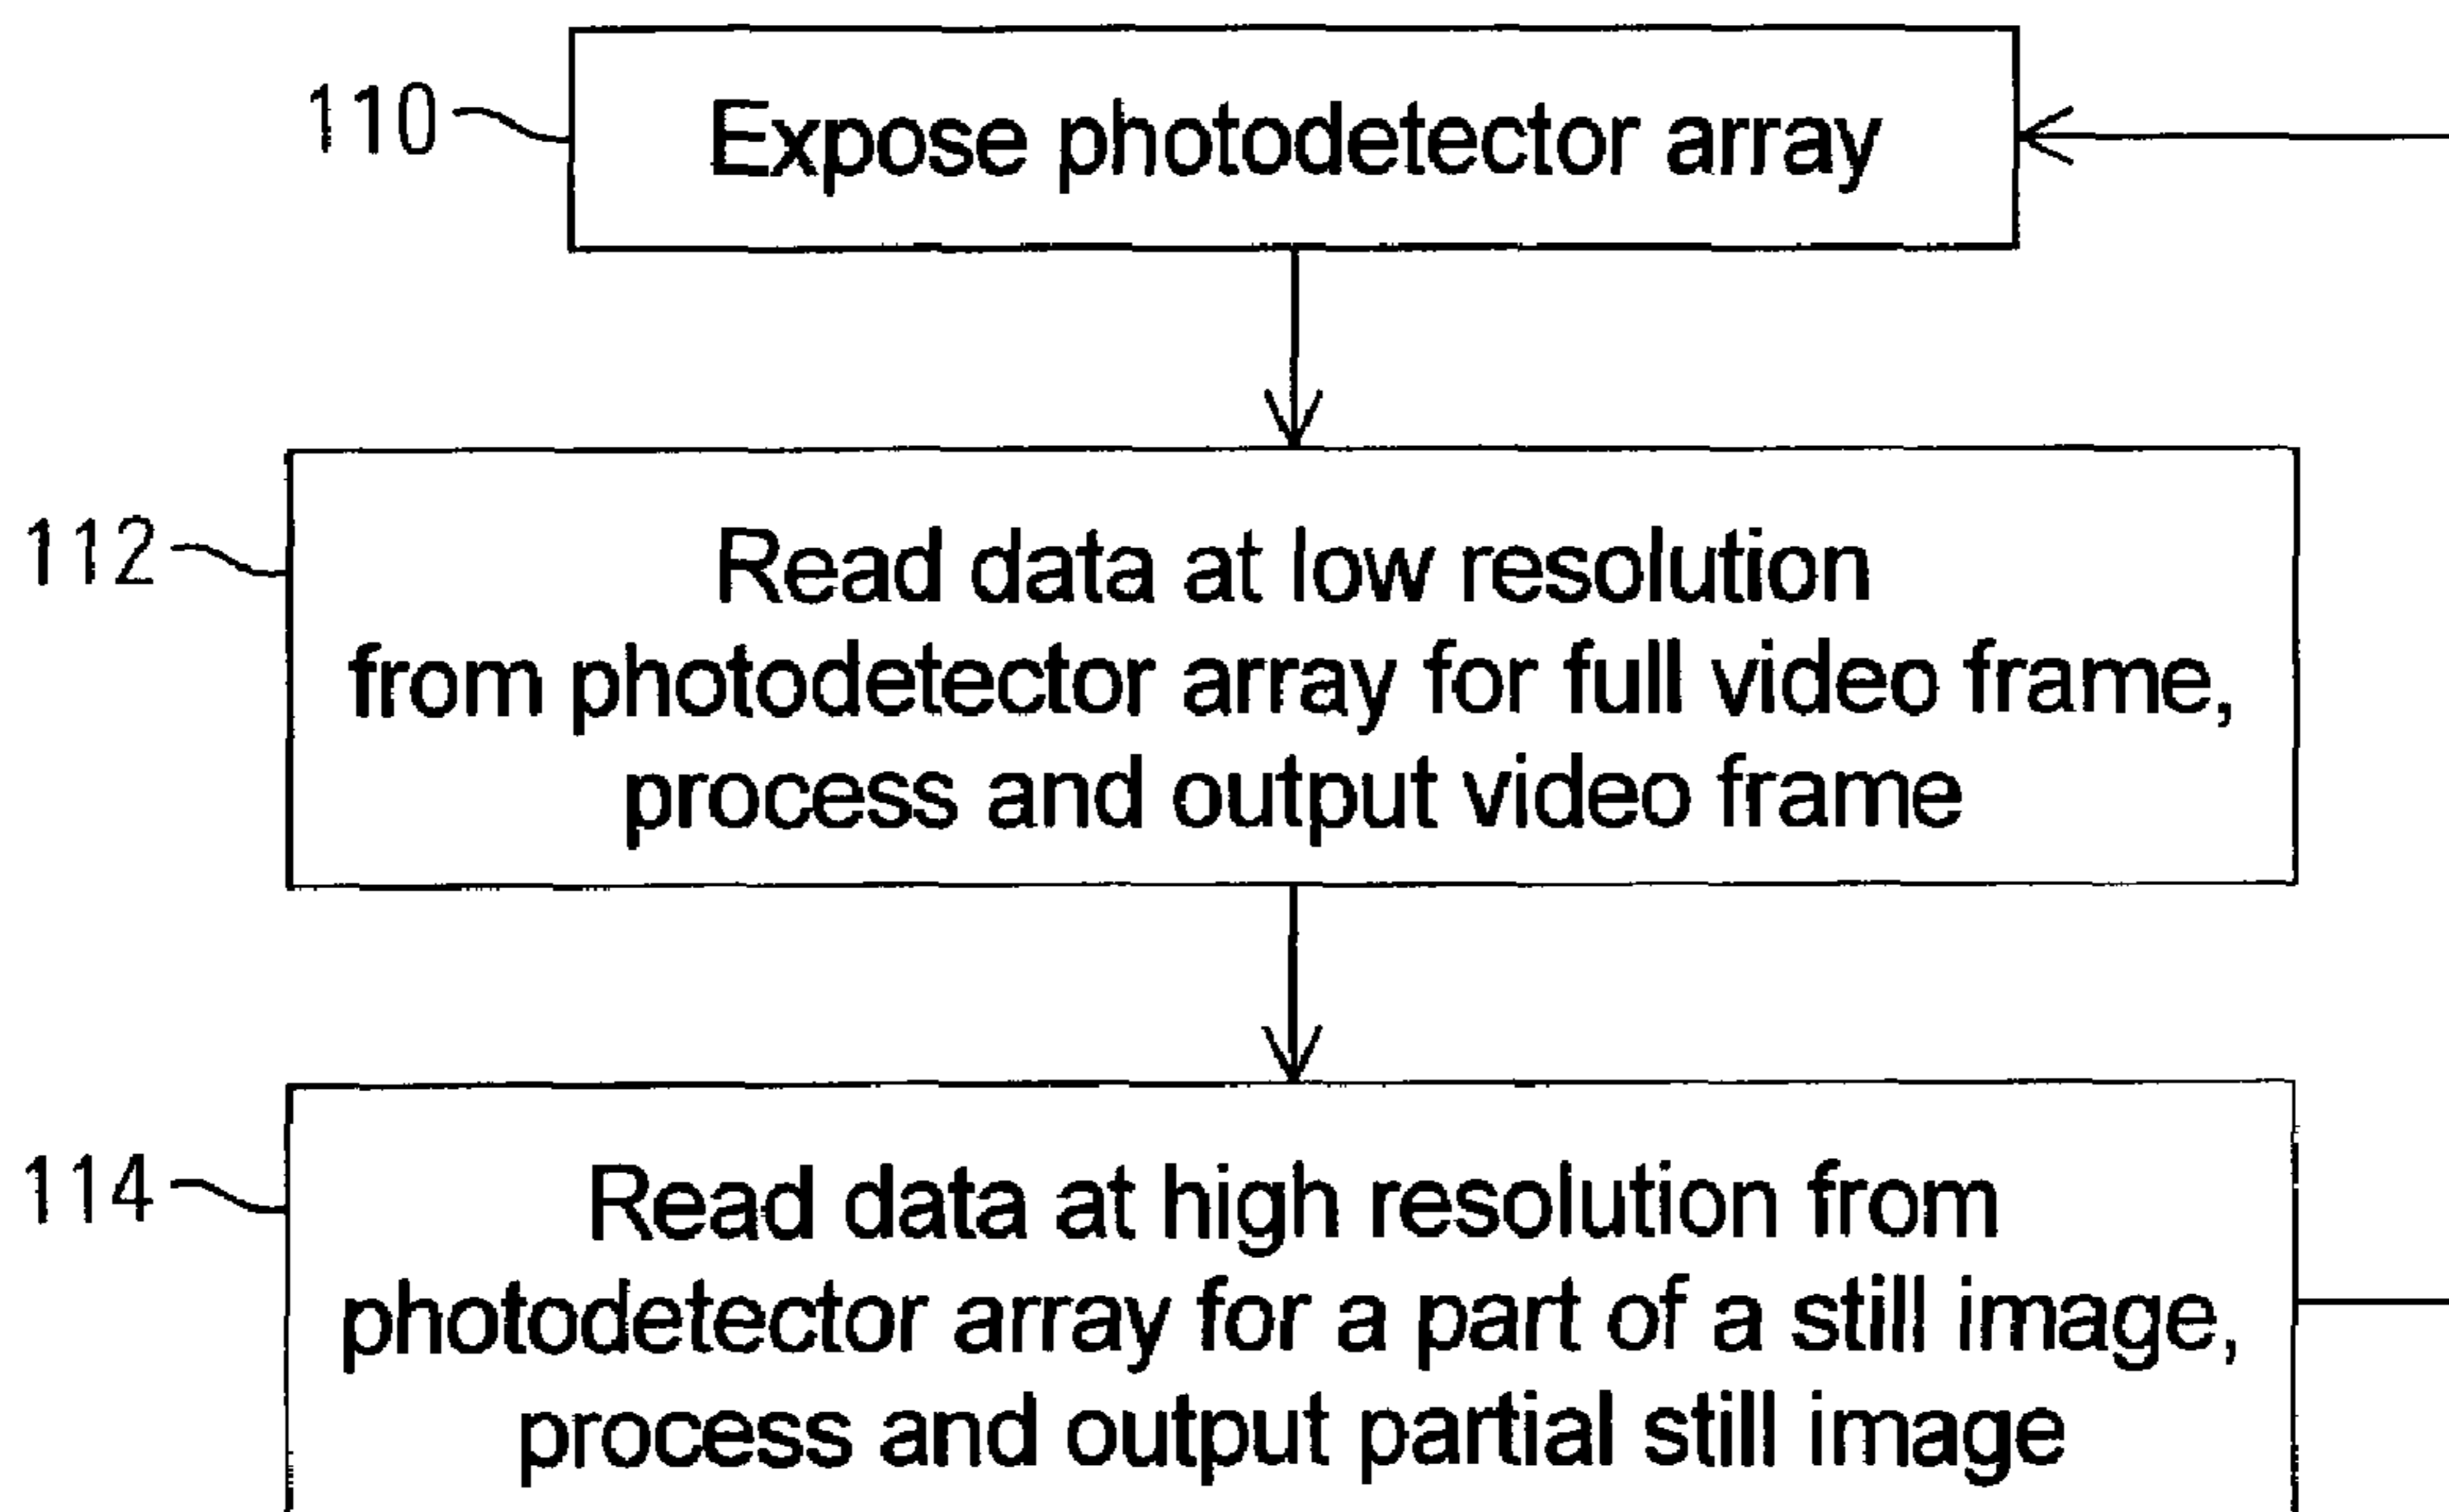 110
Expose photodetector array
112
Read data at low resolution
from photodetector array for full video frame,
process and output video frame
114
Read data at high resolution from
photodetector array for a part of a still image,
process and output partial still image